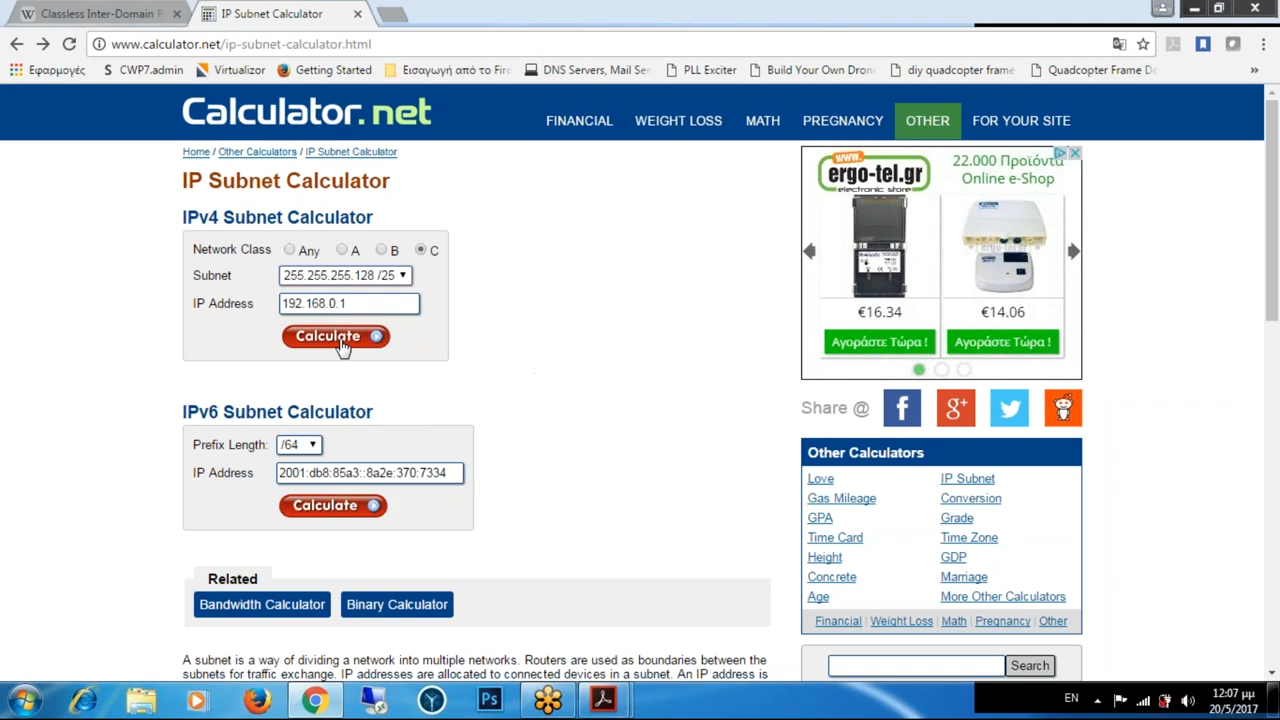 Classless Inter-Domain R
IP Subnet Calculator
www.calculator.net/ip-subnet-calculator.html
Εφαρμογές
CWP7.admin
Virtualizor
Getting Started
Εισαγωγή από το Fire
DNS Servers, Mail Ser
PLL Exciter
Build Your Own Drone
diy quadcopter frame
Quadcopter Frame De
»
Calculator.net
FINANCIAL WEIGHT LOSS MATH PREGNANCY OTHER FOR YOUR SITE
Home / Other Calculators / IP Subnet Calculator
IP Subnet Calculator
IPv4 Subnet Calculator
Network Class Any A B C
Subnet 255.255.255.128 /25
IP Address 192.168.0.1
Calculate
IPv6 Subnet Calculator
Prefix Length: /64
IP Address 2001:db8:85a3::8a2e:370:7334
Calculate
Related
Bandwidth Calculator Binary Calculator
A subnet is a way of dividing a network into multiple networks. Routers are used as boundaries between the
subnets for traffic exchange. IP addresses are allocated to connected devices in a subnet. An IP address is
www.
ergo-tel.gr
electronic store
22.000 Προϊόντα
Online e-Shop
€16.34 €14.06
Αγοράστε Τώρα ! Αγοράστε Τώρα !
Share @
Other Calculators
Love IP Subnet
Gas Mileage Conversion
GPA Grade
Time Card Time Zone
Height GDP
Concrete Marriage
Age More Other Calculators
Financial Weight Loss Math Pregnancy Other
Search
Ps
EN
12:07 μμ
20/5/2017